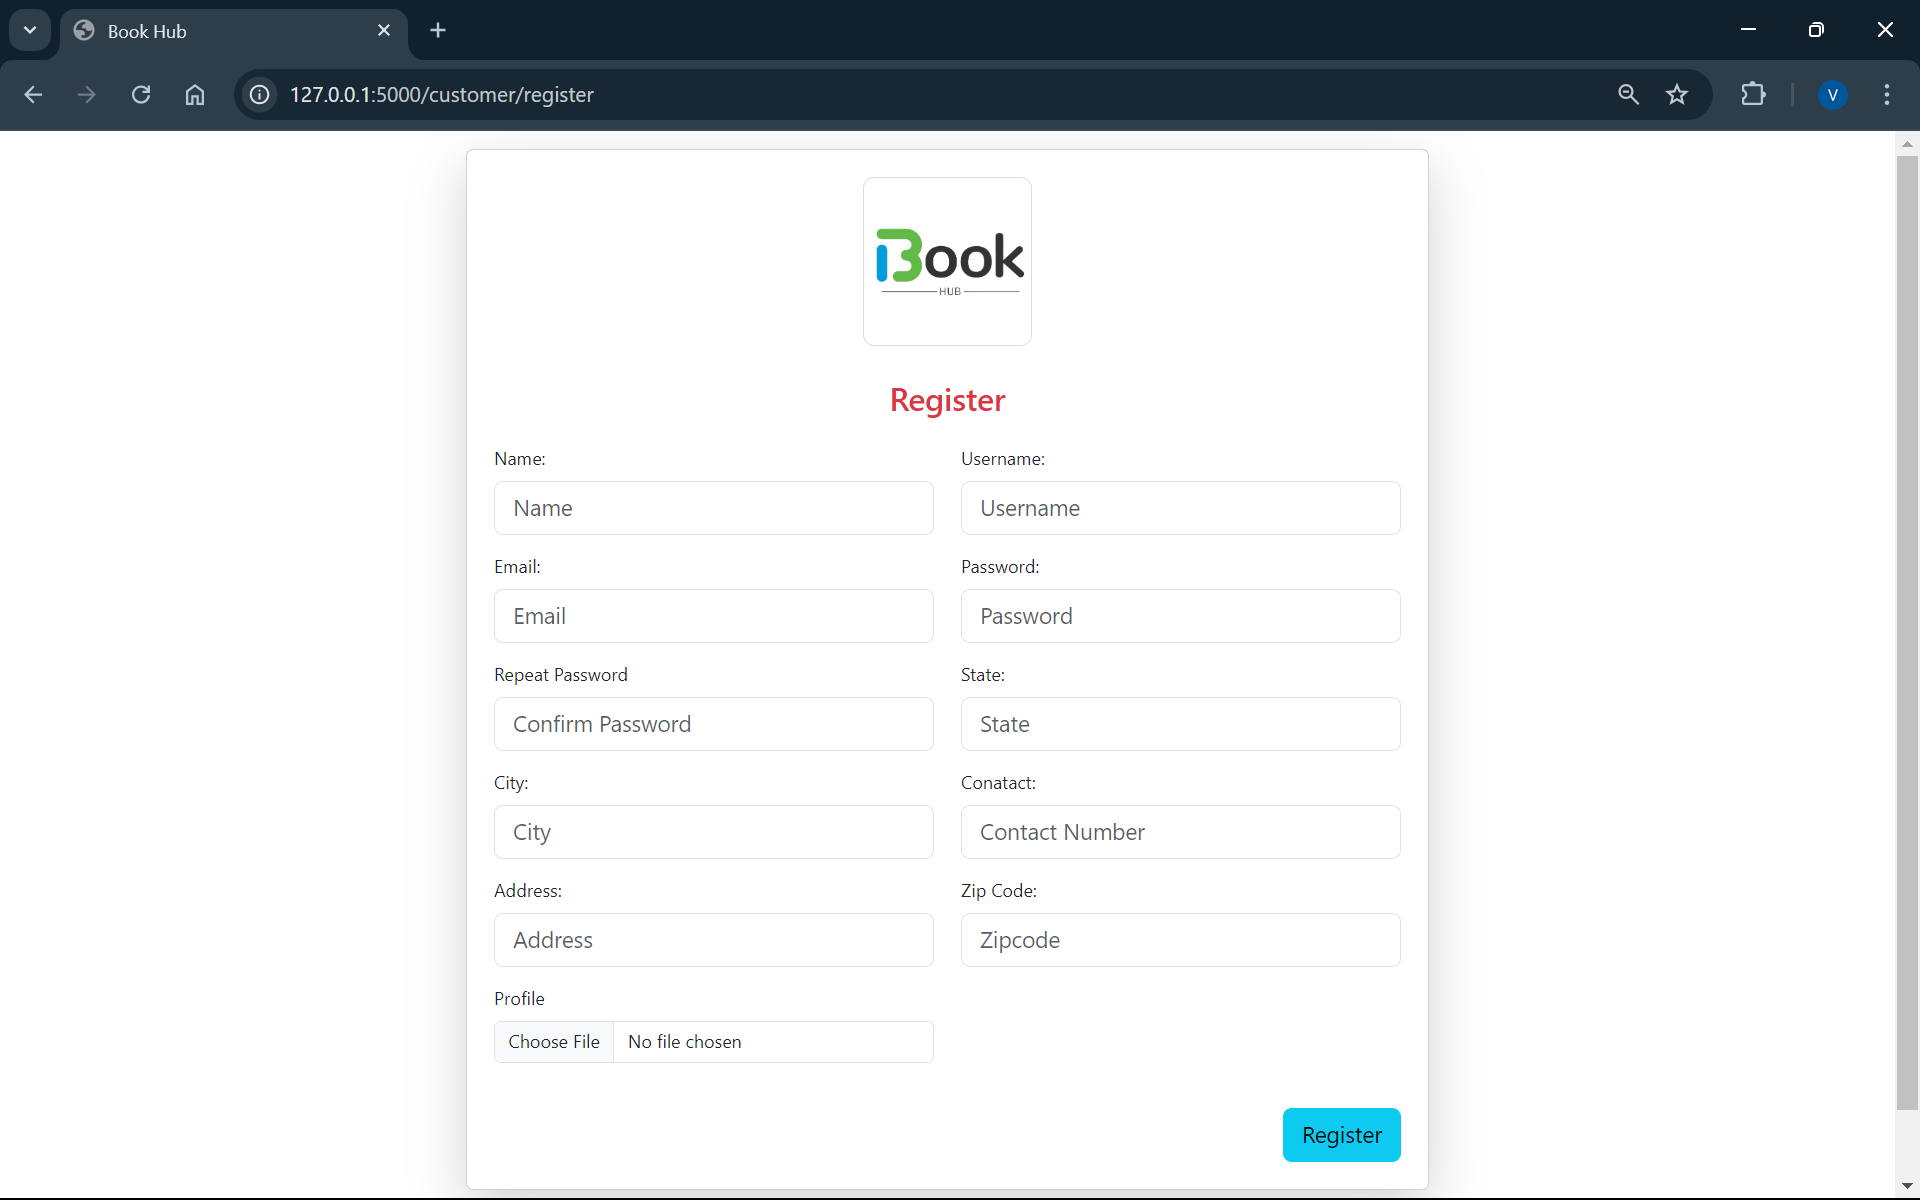 Book Hub
127.0.0.1:5000/customer/register
V
Book
HUB
Register
Name:
Username:
Name
Username
Email:
Password:
Email
Password
Repeat Password
State:
Confirm Password
State
City:
Conatact:
City
Contact Number
Address:
Zip Code:
Address
Zipcode
Profile
Choose File No file chosen
Register